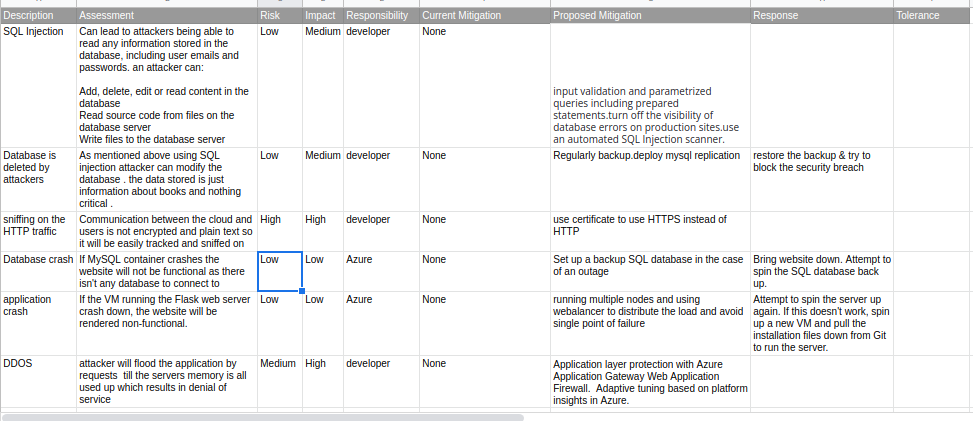 Description Assessment Risk Impact Responsibility Current Mitigation Proposed Mitigation Response Tolerance
SQL Injection
Can lead to attackers being able to
read any information stored in the
database, including user emails and
passwords. an attacker can:
Add, delete, edit or read content in the
database
Read source code from files on the
database server
Write files to the database server
Low
Medium
developer
None
input validation and parametrized
queries including prepared
statements.turn off the visibility of
database errors on production sites.use
an automated SQL Injection scanner.
Database is
deleted by
attackers
As mentioned above using SQL
injection attacker can modify the
database . the data stored is just
information about books and nothing
critical .
Low
Medium
developer
None
Regularly backup.deploy mysql replication
restore the backup & try to
block the security breach
sniffing on the
HTTP traffic
Communication between the cloud and
users is not encrypted and plain text so
it will be easily tracked and sniffed on
High
High
developer
None
use certificate to use HTTPS instead of
HTTP
Database crash
If MySQL container crashes the
website will not be functional as there
isn't any database to connect to
Low
Low
Azure
None
Set up a backup SQL database in the case
of an outage
Bring website down. Attempt to
spin the SQL database back
up.
application
crash
If the VM running the Flask web server
crash down, the website will be
rendered non-functional.
Low
Low
Azure
None
running multiple nodes and using
webalancer to distribute the load and avoid
single point of failure
Attempt to spin the server up
again. If this doesn't work, spin
up a new VM and pull the
installation files down from Git
to run the server.
DDOS
attacker will flood the application by
requests till the servers memory is all
used up which results in denial of
service
Medium
High
developer
None
Application layer protection with Azure
Application Gateway Web Application
Firewall. Adaptive tuning based on platform
insights in Azure.